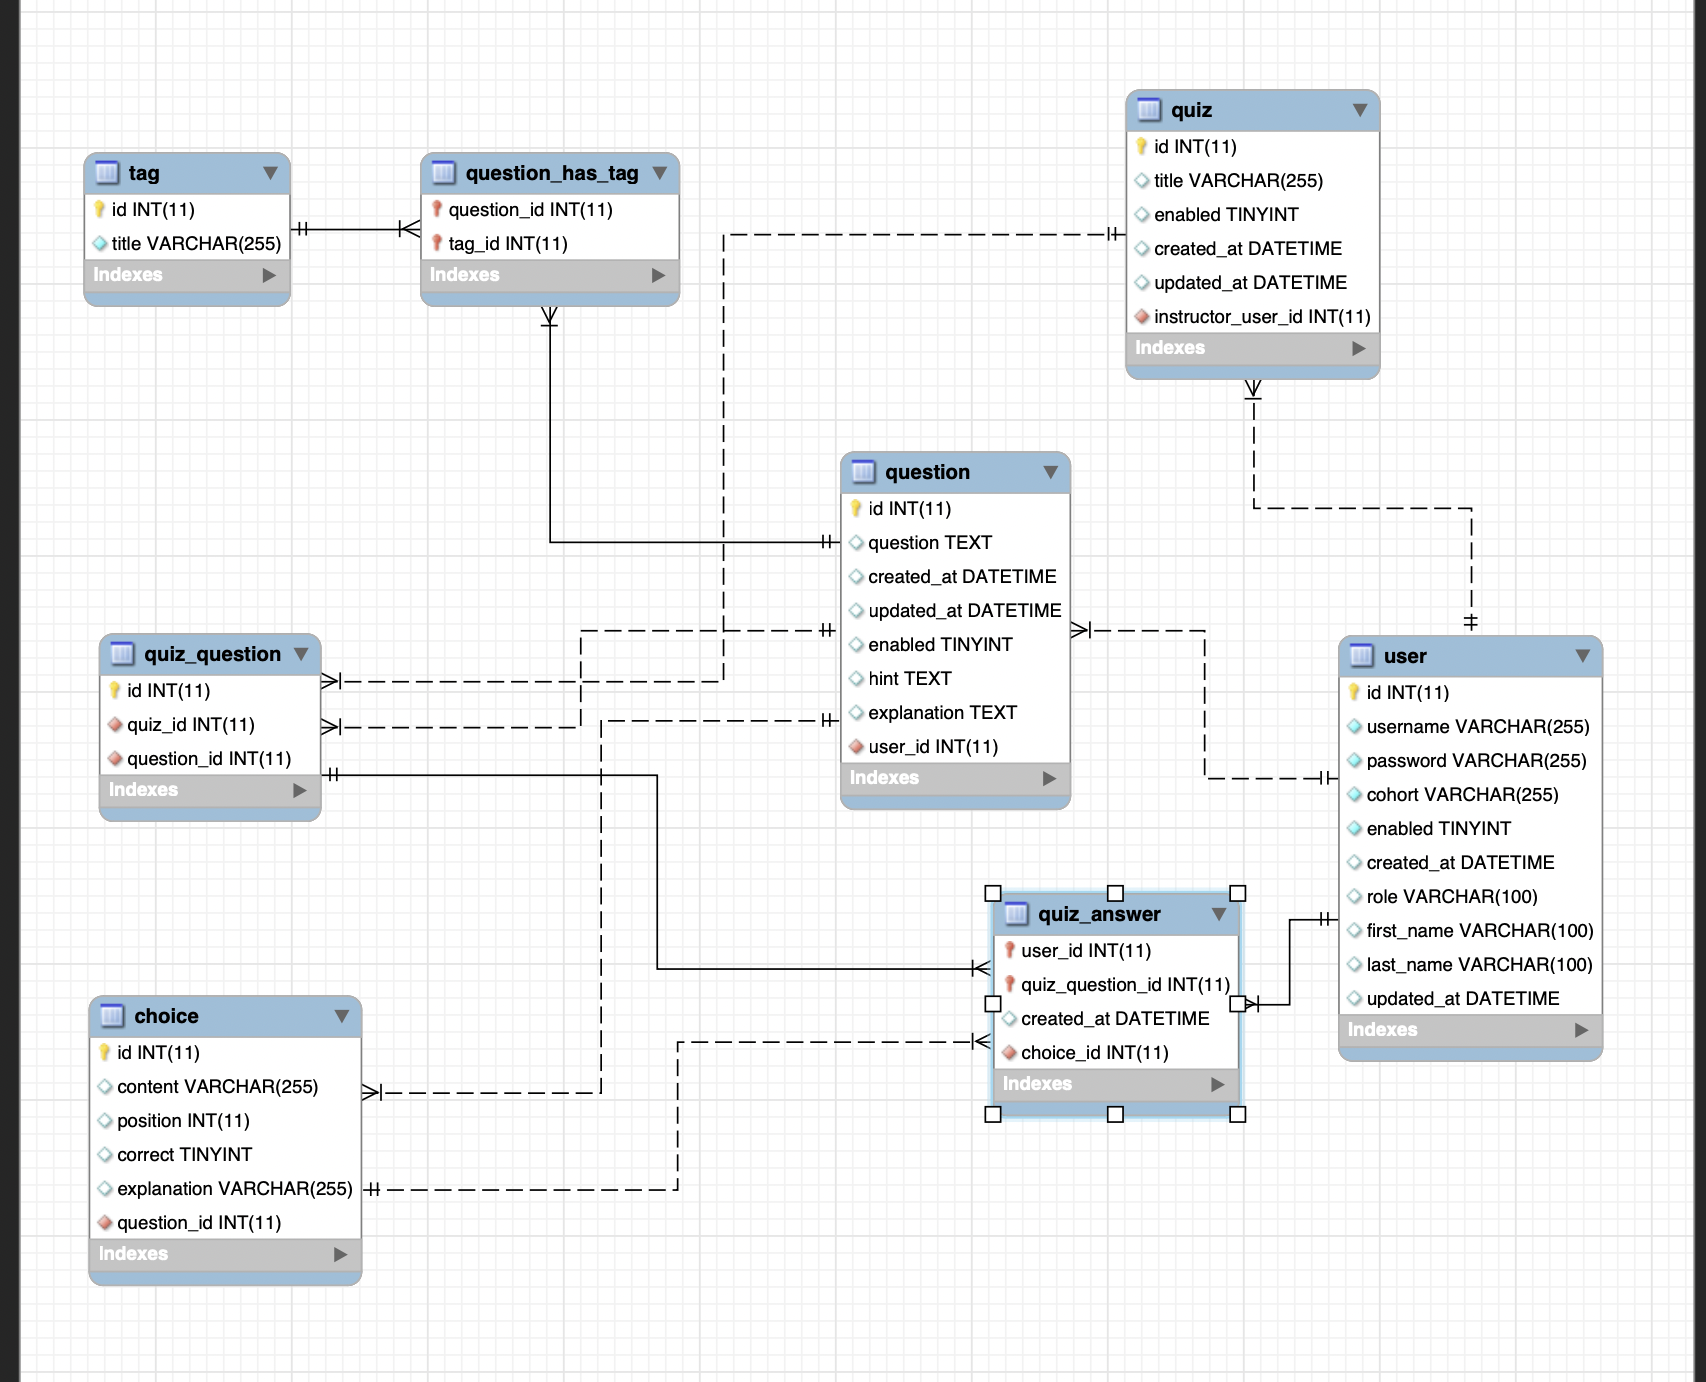 quiz
id INT(11)
title VARCHAR(255)
enabled TINYINT
created_at DATETIME
updated_at DATETIME
instructor_user_id INT(11)
Indexes
tag
id INT(11)
title VARCHAR(255)
Indexes
question_has_tag
question_id INT(11)
tag_id INT(11)
Indexes
question
id INT(11)
question TEXT
created_at DATETIME
updated_at DATETIME
enabled TINYINT
hint TEXT
explanation TEXT
user_id INT(11)
Indexes
quiz_question
id INT(11)
quiz_id INT(11)
question_id INT(11)
Indexes
user
id INT(11)
username VARCHAR(255)
password VARCHAR(255)
cohort VARCHAR(255)
enabled TINYINT
created_at DATETIME
role VARCHAR(100)
first_name VARCHAR(100)
last_name VARCHAR(100)
updated_at DATETIME
Indexes
quiz_answer
user_id INT(11)
quiz_question_id INT(11)
created_at DATETIME
choice_id INT(11)
Indexes
choice
id INT(11)
content VARCHAR(255)
position INT(11)
correct TINYINT
explanation VARCHAR(255)
question_id INT(11)
Indexes